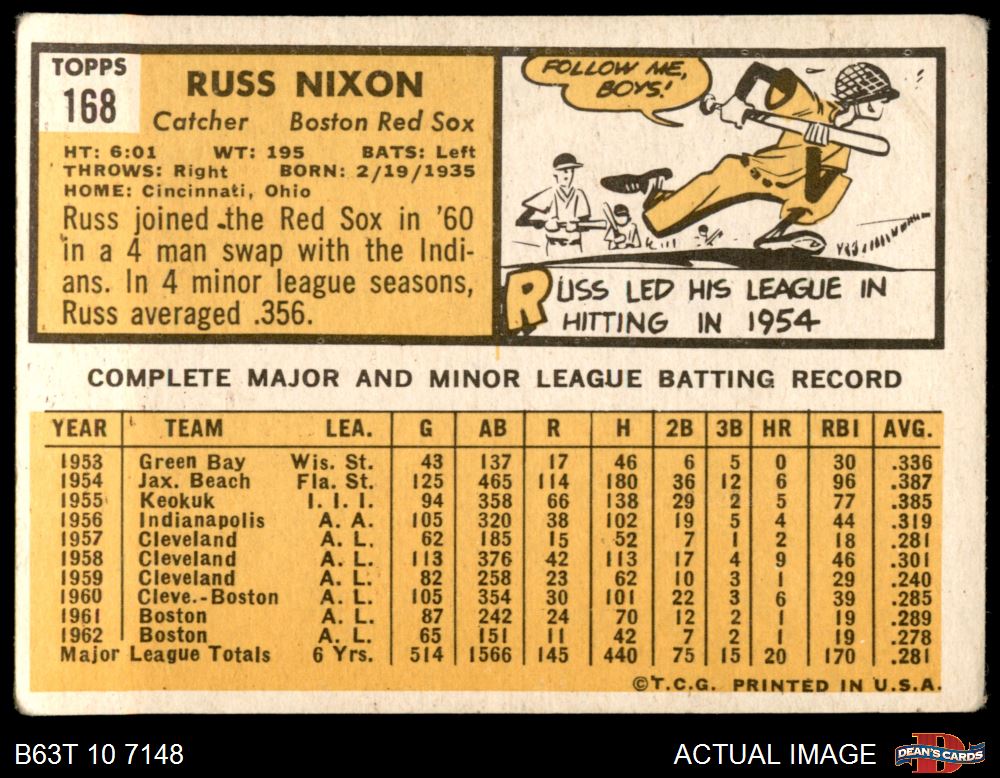 TOPPS
168
RUSS NIXON
Catcher Boston Red Sox
HT: 6:01 WT: 195 BATS: Left
THROWS: Right BORN: 2/19/1935
HOME: Cincinnati, Ohio
Russ joined the Red Sox in '60
in a 4 man swap with the Indi-
ans. In 4 minor league seasons,
Russ averaged .356.
FOLLOW ME,
BOYS!
RUSS LED HIS LEAGUE IN
HITTING IN 1954
COMPLETE MAJOR AND MINOR LEAGUE BATTING RECORD
YEAR TEAM LEA. G AB R H 2B 3B HR RBI AVG.
1953 Green Bay Wis. St. 43 137 17 46 6 5 0 30 .336
1954 Jax. Beach Fla. St. 125 465 114 180 36 12 6 96 .387
1955 Keokuk I. I. I. 94 358 66 138 29 2 5 77 .385
1956 Indianapolis A. A. 105 320 38 102 19 5 4 44 .319
1957 Cleveland A. L. 62 185 15 52 7 1 2 18 .281
1958 Cleveland A. L. 113 376 42 113 17 4 9 46 .301
1959 Cleveland A. L. 82 258 23 62 10 3 1 29 .240
1960 Cleve.-Boston A. L. 105 354 30 101 22 3 6 39 .285
1961 Boston A. L. 87 242 24 70 12 2 1 19 .289
1962 Boston A. L. 65 151 11 42 7 2 1 19 .278
Major League Totals 6 Yrs. 514 1566 145 440 75 15 20 170 .281
©T.C.G. PRINTED IN U.S.A.
B63T 10 7148
ACTUAL IMAGE
DEAN'S CARDS